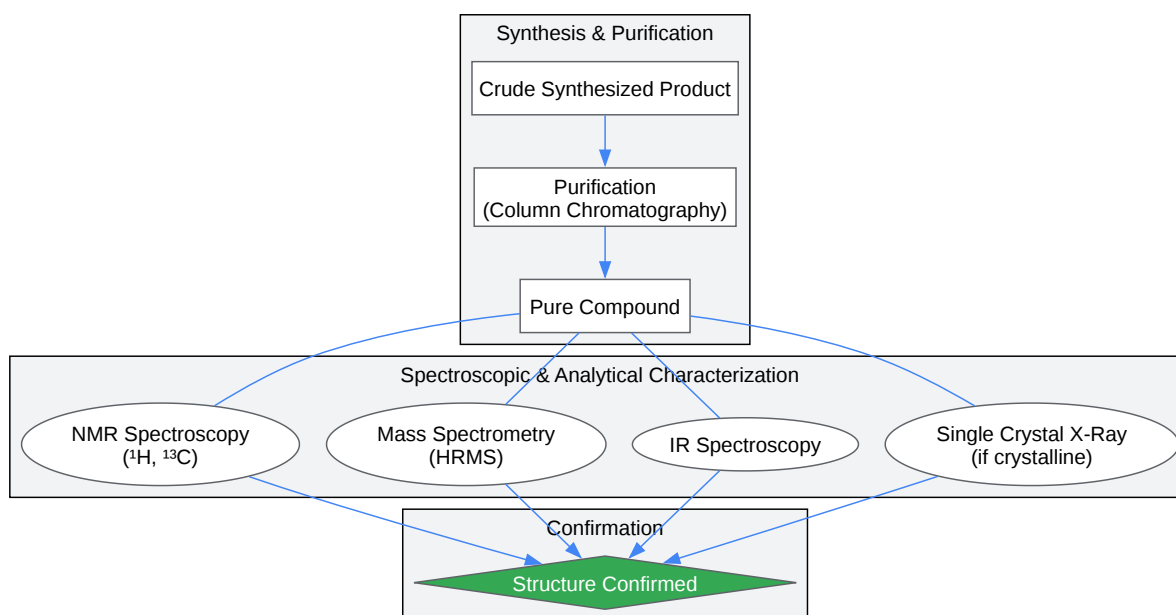 Synthesis & Purification
Crude Synthesized Product
Purification
(Column Chromatography)
Pure Compound
Spectroscopic & Analytical Characterization
NMR Spectroscopy
(¹H, ¹³C)
Mass Spectrometry
(HRMS)
IR Spectroscopy
Single Crystal X-Ray
(if crystalline)
Confirmation
Structure Confirmed